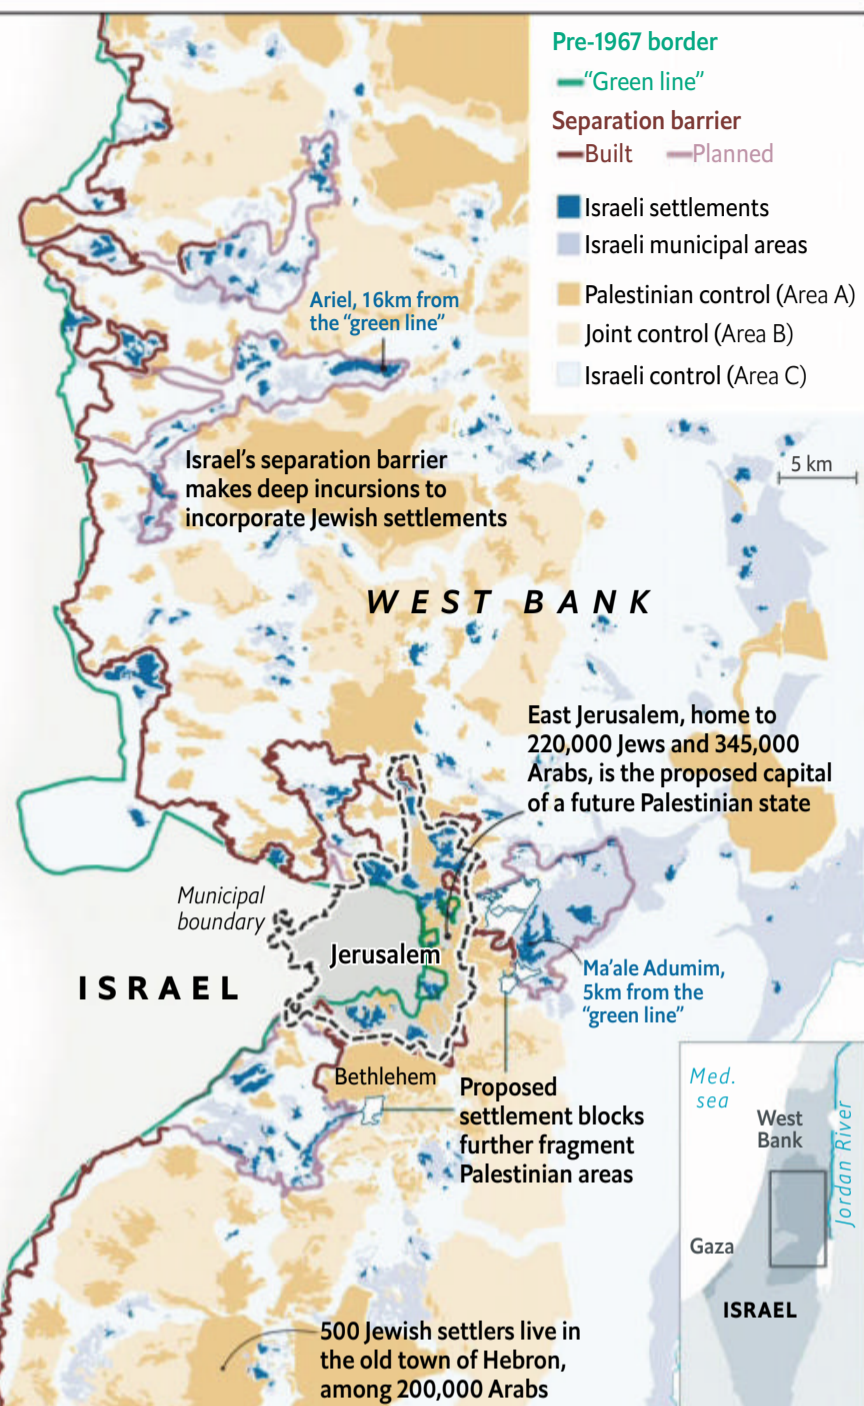 Pre-1967 border
“Green line”
Separation barrier
Built
Planned
Israeli settlements
Israeli municipal areas
Palestinian control (Area A)
Joint control (Area B)
Israeli control (Area C)
Ariel, 16km from
the “green line”
Israel’s separation barrier
makes deep incursions to
incorporate Jewish settlements
5 km
WEST BANK
East Jerusalem, home to
220,000 Jews and 345,000
Arabs, is the proposed capital
of a future Palestinian state
Municipal
boundary
Jerusalem
ISRAEL
Ma’ale Adumim,
5km from the
“green line”
Bethlehem
Proposed
settlement blocks
further fragment
Palestinian areas
Med.
sea
West
Bank
Jordan River
Gaza
ISRAEL
500 Jewish settlers live in
the old town of Hebron,
among 200,000 Arabs